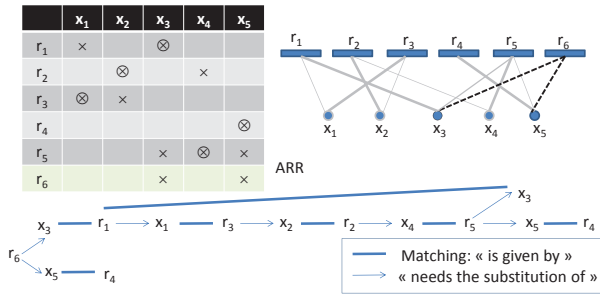 x1 x2 x3 x4 x5
r1 × ⊗
r2 ⊗ ×
r3 ⊗ ×
r4 ⊗
r5 × ⊗ ×
r6 × ×
r1 r2 r3 r4 r5 r6
x1 x2 x3 x4 x5
ARR
x3
x3 r1 x1 r3 x2 r2 x4 r5 x5 r4
r6
x5 r4
Matching: « is given by »
« needs the substitution of »